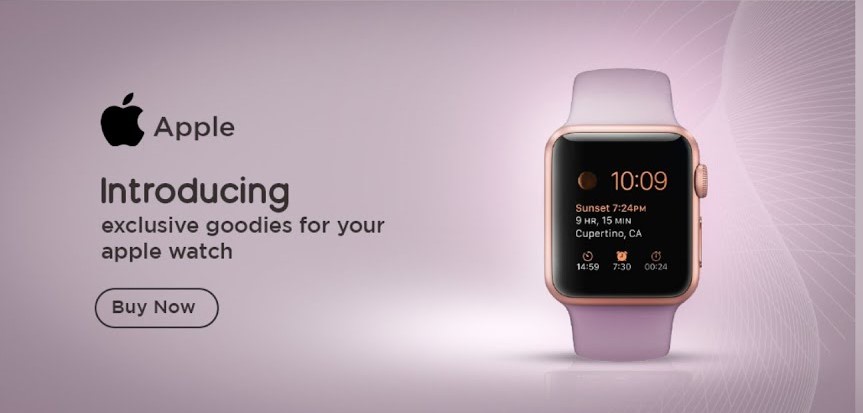 Apple
Introducing
exclusive goodies for your
apple watch
Buy Now
10:09
Sunset 7:24PM
9 HR, 15 MIN
Cupertino, CA
14:59 7:30 00:24